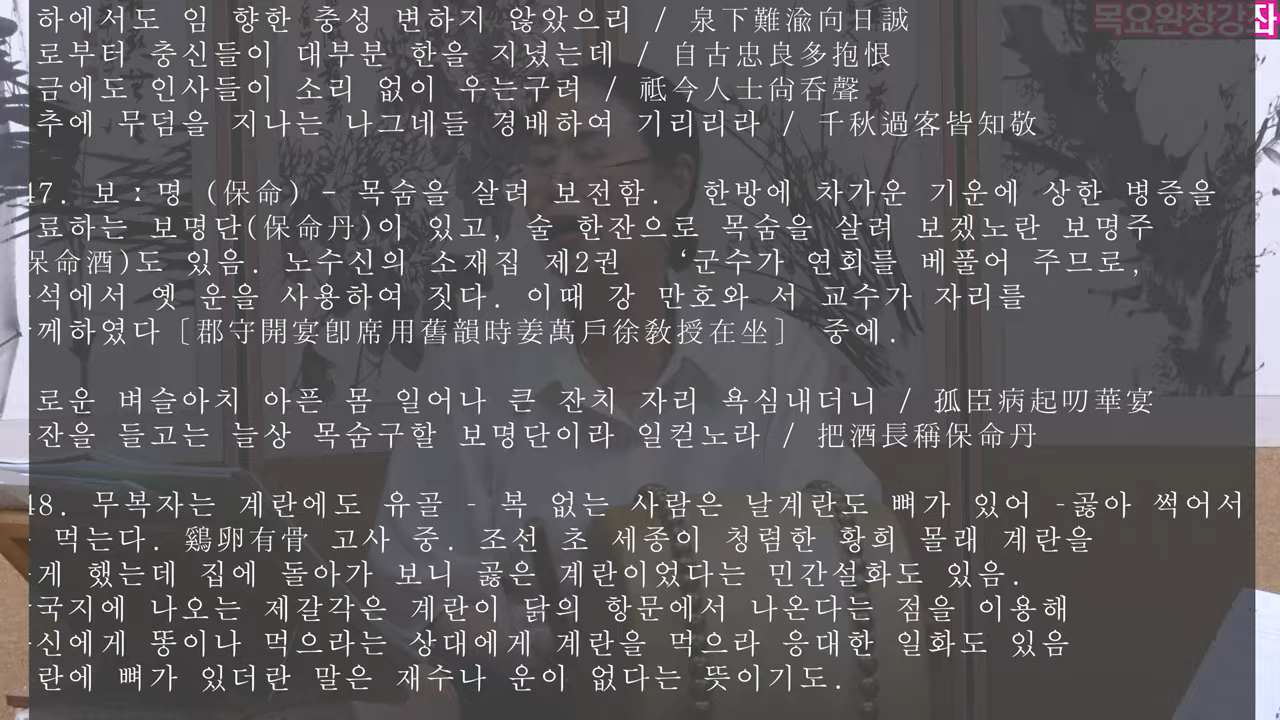 목요완창강좌
하에서도 임 향한 충성 변하지 않았으리 / 泉下難渝向日誠
로부터 충신들이 대부분 한을 지녔는데 / 自古忠良多抱恨
금에도 인사들이 소리 없이 우는구려 / 祗今人士尙呑聲
추에 무덤을 지나는 나그네들 경배하여 기리리라 / 千秋過客皆知敬
47. 보:명 (保命) - 목숨을 살려 보전함. 한방에 차가운 기운에 상한 병증을
료하는 보명단(保命丹)이 있고, 술 한잔으로 목숨을 살려 보겠노란 보명주
保命酒)도 있음. 노수신의 소재집 제2권 ‘군수가 연회를 베풀어 주므로,
석에서 옛 운을 사용하여 짓다. 이때 강 만호와 서 교수가 자리를
께하였다［郡守開宴卽席用舊韻時姜萬戶徐敎授在坐］ 중에.
로운 벼슬아치 아픈 몸 일어나 큰 잔치 자리 욕심내더니 / 孤臣病起叨華宴
잔을 들고는 늘상 목숨구할 보명단이라 일컫노라 / 把酒長稱保命丹
48. 무복자는 계란에도 유골 - 복 없는 사람은 날계란도 뼈가 있어 -곯아 썩어서
먹는다. 鷄卵有骨 고사 중. 조선 초 세종이 청렴한 황희 몰래 계란을
게 했는데 집에 돌아가 보니 곯은 계란이었다는 민간설화도 있음.
국지에 나오는 제갈각은 계란이 닭의 항문에서 나온다는 점을 이용해
신에게 똥이나 먹으라는 상대에게 계란을 먹으라 응대한 일화도 있음
란에 뼈가 있더란 말은 재수나 운이 없다는 뜻이기도.